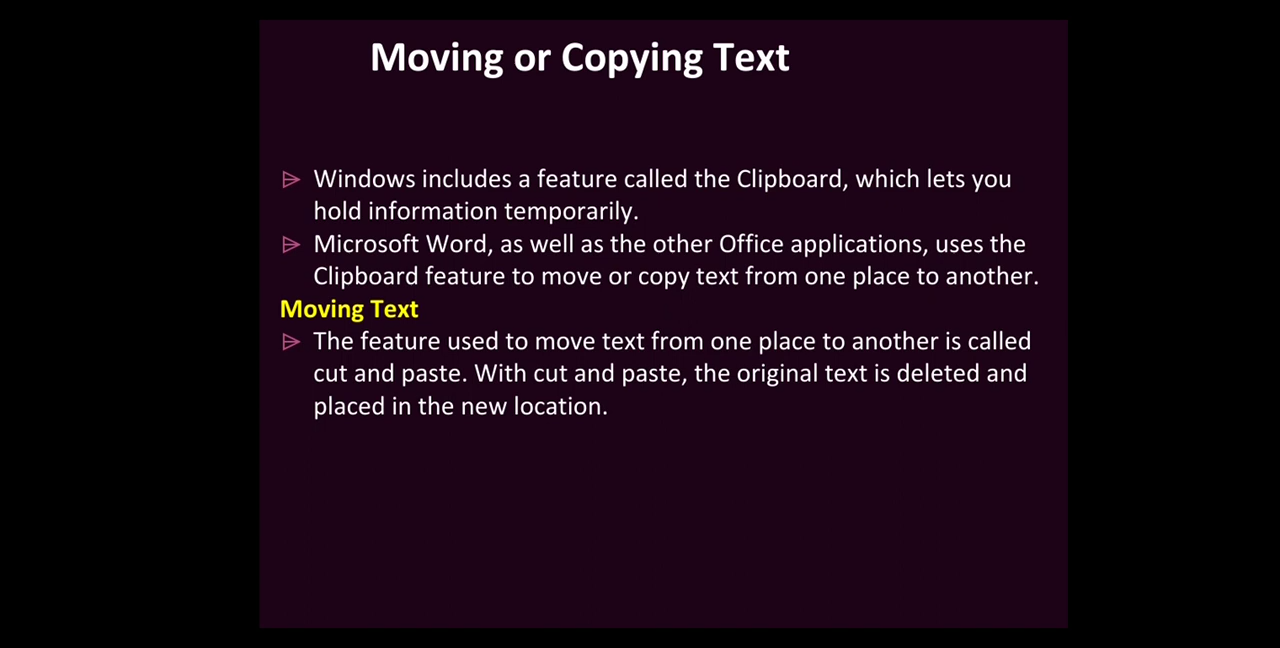 Moving or Copying Text
Windows includes a feature called the Clipboard, which lets you
hold information temporarily.
Microsoft Word, as well as the other Office applications, uses the
Clipboard feature to move or copy text from one place to another.
Moving Text
The feature used to move text from one place to another is called
cut and paste. With cut and paste, the original text is deleted and
placed in the new location.